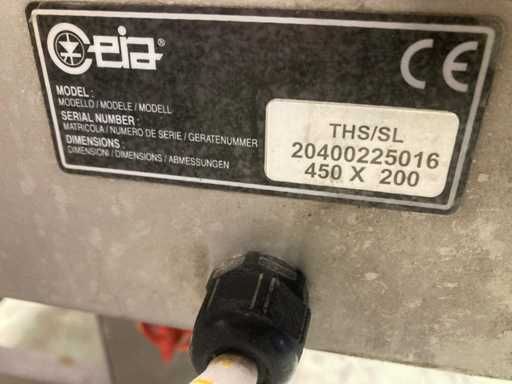 ceia®
CE
MODEL :
MODELLO / MODELE / MODELL
SERIAL NUMBER :
MATRICOLA / NUMERO DE SERIE / GERATENUMMER
DIMENSIONS :
DIMENSIONI / DIMENSIONS / ABMESSUNGEN
THS/SL
20400225016
450 X 200